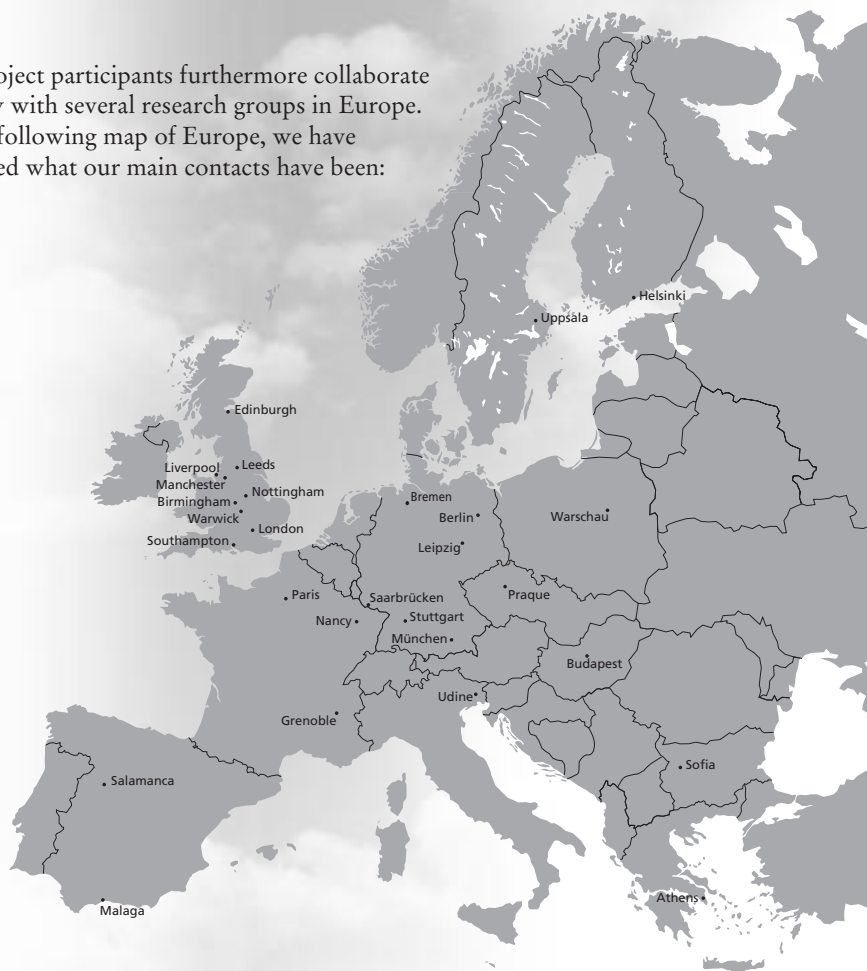 oject participants furthermore collaborate
with several research groups in Europe.
following map of Europe, we have
ed what our main contacts have been:
Helsinki
Uppsala
Edinburgh
Liverpool
Leeds
Manchester
Nottingham
Birmingham
Warwick
London
Southampton
Bremen
Berlin
Warschau
Leipzig
Paris
Saarbrücken
Praque
Nancy
Stuttgart
München
Budapest
Udine
Grenoble
Sofia
Salamanca
Athens
Malaga